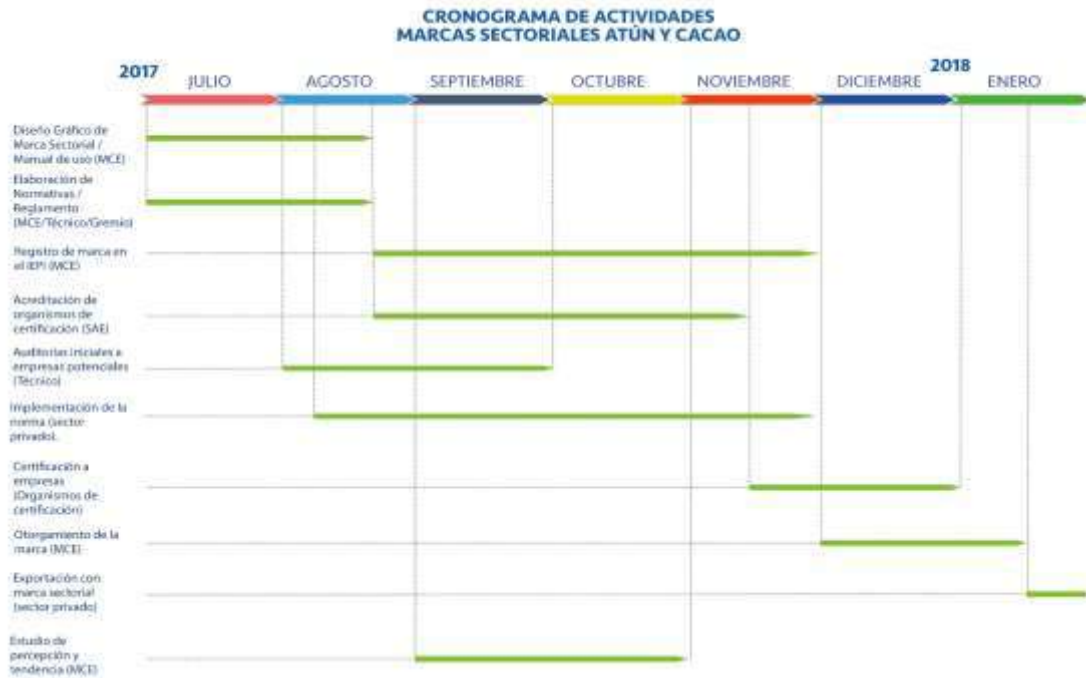 CRONOGRAMA DE ACTIVIDADES
MARCAS SECTORIALES ATÚN Y CACAO
2017
2018
JULIO
AGOSTO
SEPTIEMBRE
OCTUBRE
NOVIEMBRE
DICIEMBRE
ENERO
Diseño Gráfico de
Marca Sectorial /
Manual de uso (MCE)
Elaboración de
Normativas /
Reglamento
(MCE/Técnico/Gremio)
Registro de marca en
el IEPI (MCE)
Acreditación de
organismos de
certificación (SAE)
Auditorías iniciales a
empresas potenciales
(Técnico)
Implementación de la
norma (sector
privado).
Certificación a
empresas
(Organismos de
certificación)
Otorgamiento de la
marca (MCE)
Exportación con
marca sectorial
(sector privado)
Estudio de
percepción y
tendencia (MCE)